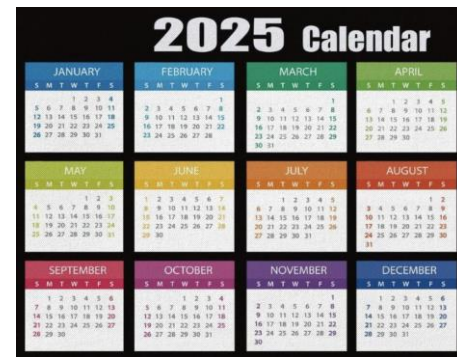 2025 Calendar
JANUARY
S M T W T F S
1 2 3 4
5 6 7 8 9 10 11
12 13 14 15 16 17 18
19 20 21 22 23 24 25
26 27 28 29 30 31
FEBRUARY
S M T W T F S
1
2 3 4 5 6 7 8
9 10 11 12 13 14 15
16 17 18 19 20 21 22
23 24 25 26 27 28
MARCH
S M T W T F S
1
2 3 4 5 6 7 8
9 10 11 12 13 14 15
16 17 18 19 20 21 22
23 24 25 26 27 28 29
30 31
APRIL
S M T W T F S
1 2 3 4 5
6 7 8 9 10 11 12
13 14 15 16 17 18 19
20 21 22 23 24 25 26
27 28 29 30
MAY
S M T W T F S
1 2 3
4 5 6 7 8 9 10
11 12 13 14 15 16 17
18 19 20 21 22 23 24
25 26 27 28 29 30 31
JUNE
S M T W T F S
1 2 3 4 5 6 7
8 9 10 11 12 13 14
15 16 17 18 19 20 21
22 23 24 25 26 27 28
29 30
JULY
S M T W T F S
1 2 3 4 5
6 7 8 9 10 11 12
13 14 15 16 17 18 19
20 21 22 23 24 25 26
27 28 29 30 31
AUGUST
S M T W T F S
1 2
3 4 5 6 7 8 9
10 11 12 13 14 15 16
17 18 19 20 21 22 23
24 25 26 27 28 29 30
31
SEPTEMBER
S M T W T F S
1 2 3 4 5 6
7 8 9 10 11 12 13
14 15 16 17 18 19 20
21 22 23 24 25 26 27
28 29 30
OCTOBER
S M T W T F S
1 2 3 4
5 6 7 8 9 10 11
12 13 14 15 16 17 18
19 20 21 22 23 24 25
26 27 28 29 30 31
NOVEMBER
S M T W T F S
1
2 3 4 5 6 7 8
9 10 11 12 13 14 15
16 17 18 19 20 21 22
23 24 25 26 27 28 29
30
DECEMBER
S M T W T F S
1 2 3 4 5 6
7 8 9 10 11 12 13
14 15 16 17 18 19 20
21 22 23 24 25 26 27
28 29 30 31